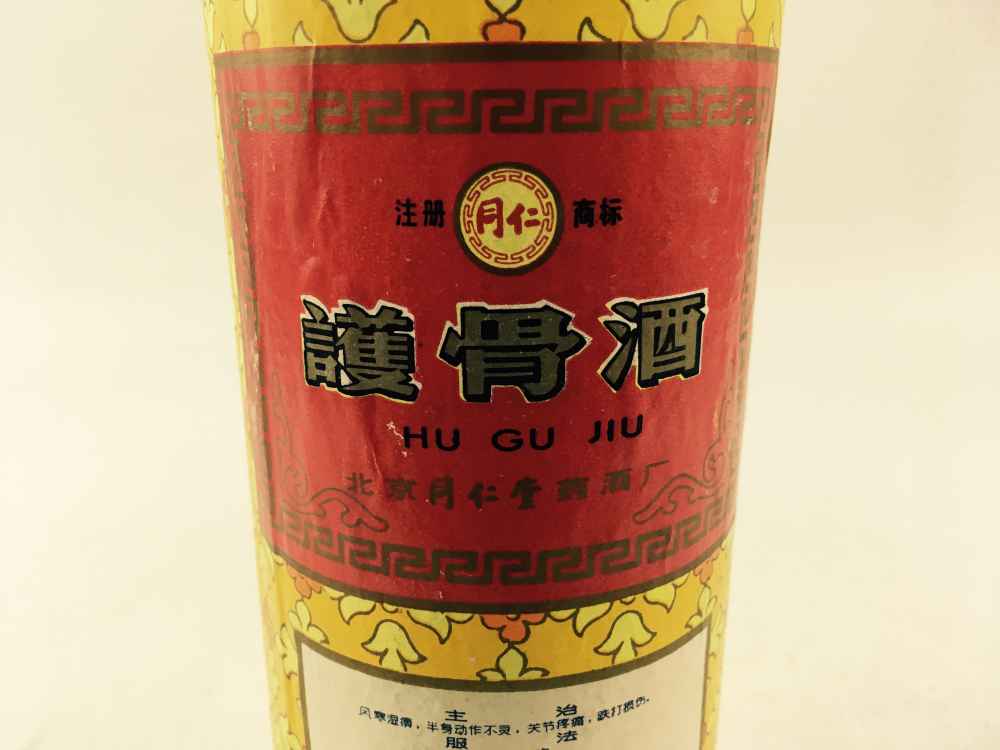 注册 同仁 商标
護骨酒
HU GU JIU
北京同仁堂药酒厂
主治
风寒湿痹，半身动作不灵，关节疼痛，跌打损伤。
服法